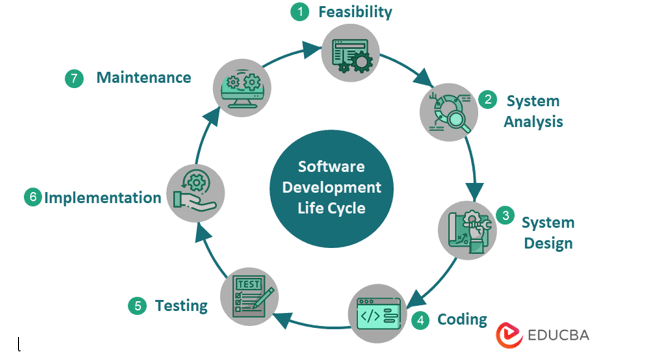 1 Feasibility
2 System
Analysis
3 System
Design
4 Coding
5 Testing
6 Implementation
7 Maintenance
Software
Development
Life Cycle
TEST
</>
EDUCBA